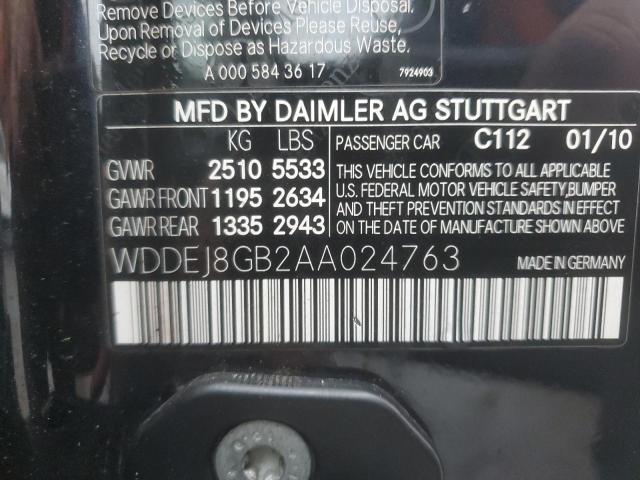 Remove Devices Before Vehicle Disposal.
Upon Removal of Devices Please Reuse,
Recycle or Dispose as Hazardous Waste.
A 000 584 36 17 7924903
MFD BY DAIMLER AG STUTTGART
KG LBS PASSENGER CAR C112 01/10
GVWR 2510 5533 THIS VEHICLE CONFORMS TO ALL APPLICABLE
GAWR FRONT 1195 2634 U.S. FEDERAL MOTOR VEHICLE SAFETY, BUMPER
AND THEFT PREVENTION STANDARDS IN EFFECT
GAWR REAR 1335 2943 ON THE DATE OF MANUFACTURE SHOWN ABOVE.
WDDEJ8GB2AA024763 MADE IN GERMANY